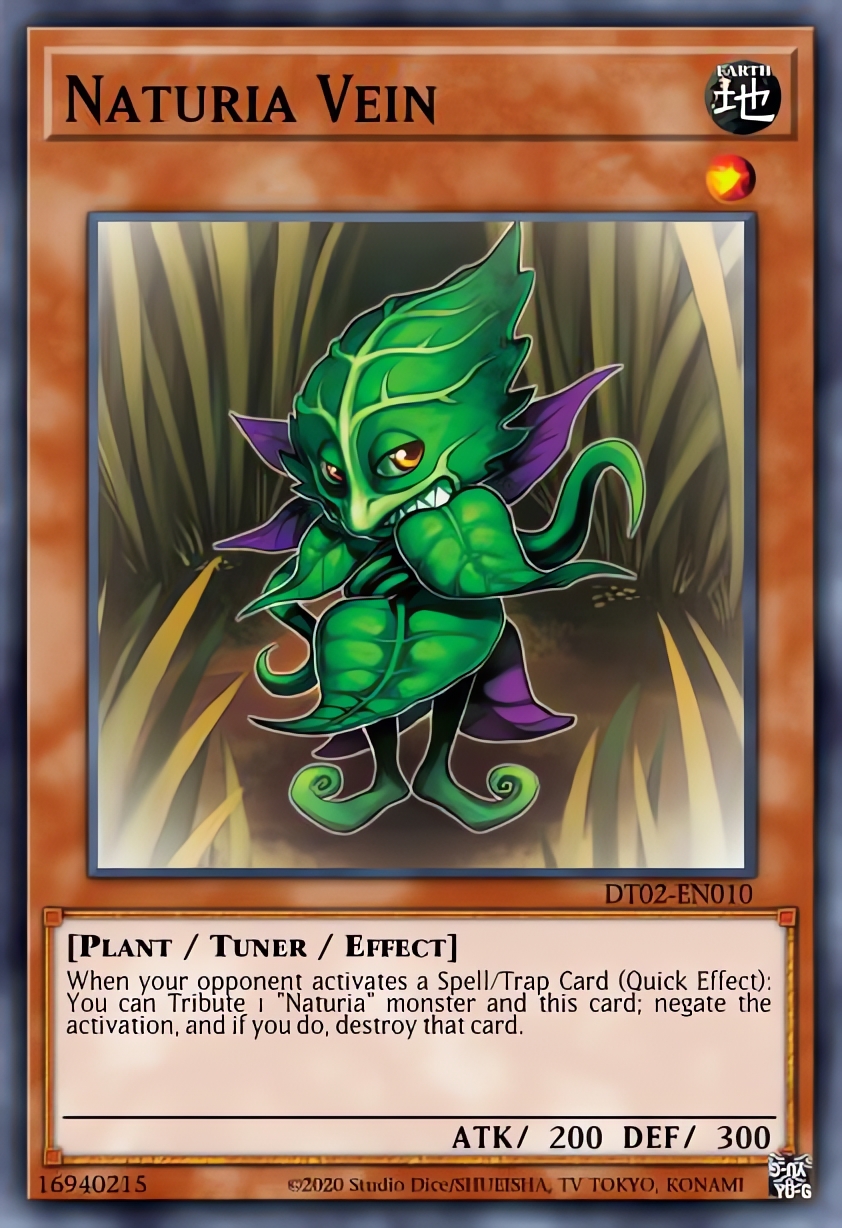 Naturia Vein
EARTH
地
DT02-EN010
[Plant / Tuner / Effect]
When your opponent activates a Spell/Trap Card (Quick Effect):
You can Tribute 1 "Naturia" monster and this card; negate the
activation, and if you do, destroy that card.
ATK/ 200 DEF/ 300
16940215
©2020 Studio Dice/SHUEISHA, TV TOKYO, KONAMI